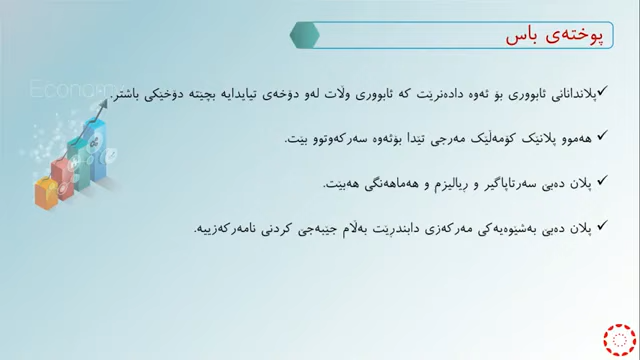 پوختەی باس
Economy
✓ پلاندانانی ئابووری بۆ ئەوە دادەنرێت کە ئابووری وڵات لەو دۆخەی تیایدایە بچێتە دۆخێکی باشتر.
✓ هەموو پلانێک کۆمەڵێک مەرجی تێدا بۆئەوە سەرکەوتوو بێت.
✓ پلان دەبێ سەرتاپاگیر و ڕیالیزم و هەماهەنگی هەبێت.
✓ پلان دەبێ بەشێوەیەکی مەرکەزی دابندرێت بەڵام جێبەجێ کردنی نامەرکەزییە.